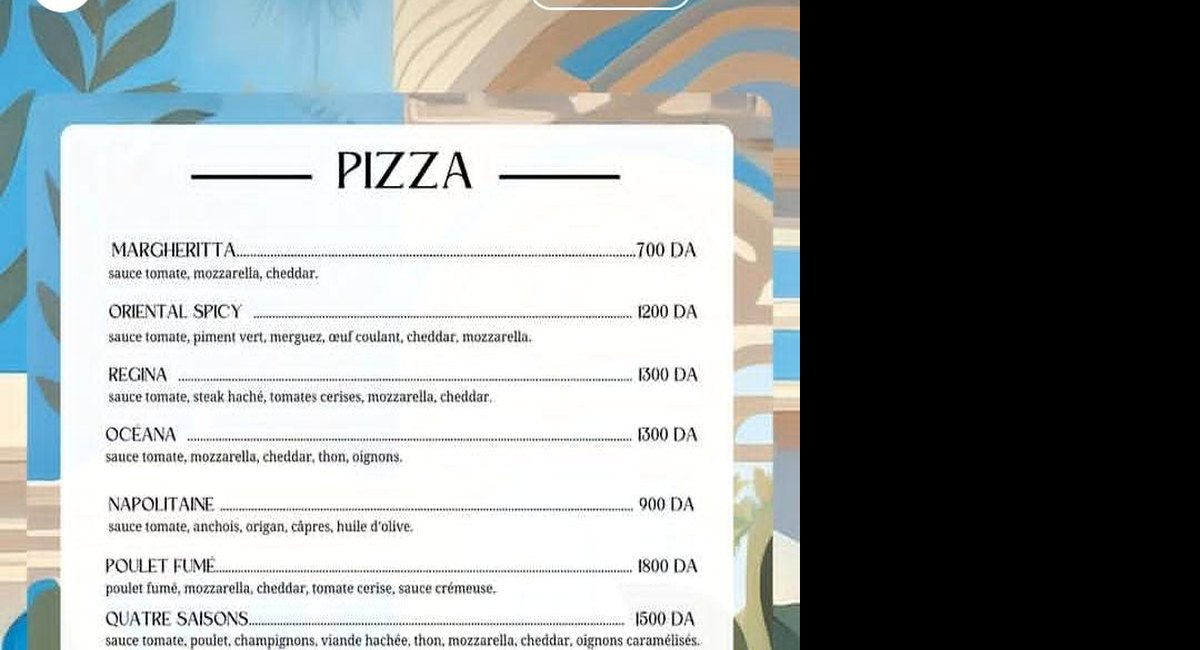 PIZZA
MARGHERITTA 700 DA
sauce tomate, mozzarella, cheddar.
ORIENTAL SPICY 1200 DA
sauce tomate, piment vert, merguez, œuf coulant, cheddar, mozzarella.
REGINA 1300 DA
sauce tomate, steak haché, tomates cerises, mozzarella, cheddar.
OCÉANA 1300 DA
sauce tomate, mozzarella, cheddar, thon, oignons.
NAPOLITAINE 900 DA
sauce tomate, anchois, origan, câpres, huile d'olive.
POULET FUMÉ 1800 DA
poulet fumé, mozzarella, cheddar, tomate cerise, sauce crémeuse.
QUATRE SAISONS 1500 DA
sauce tomate, poulet, champignons, viande hachée, thon, mozzarella, cheddar, oignons caramélisés.